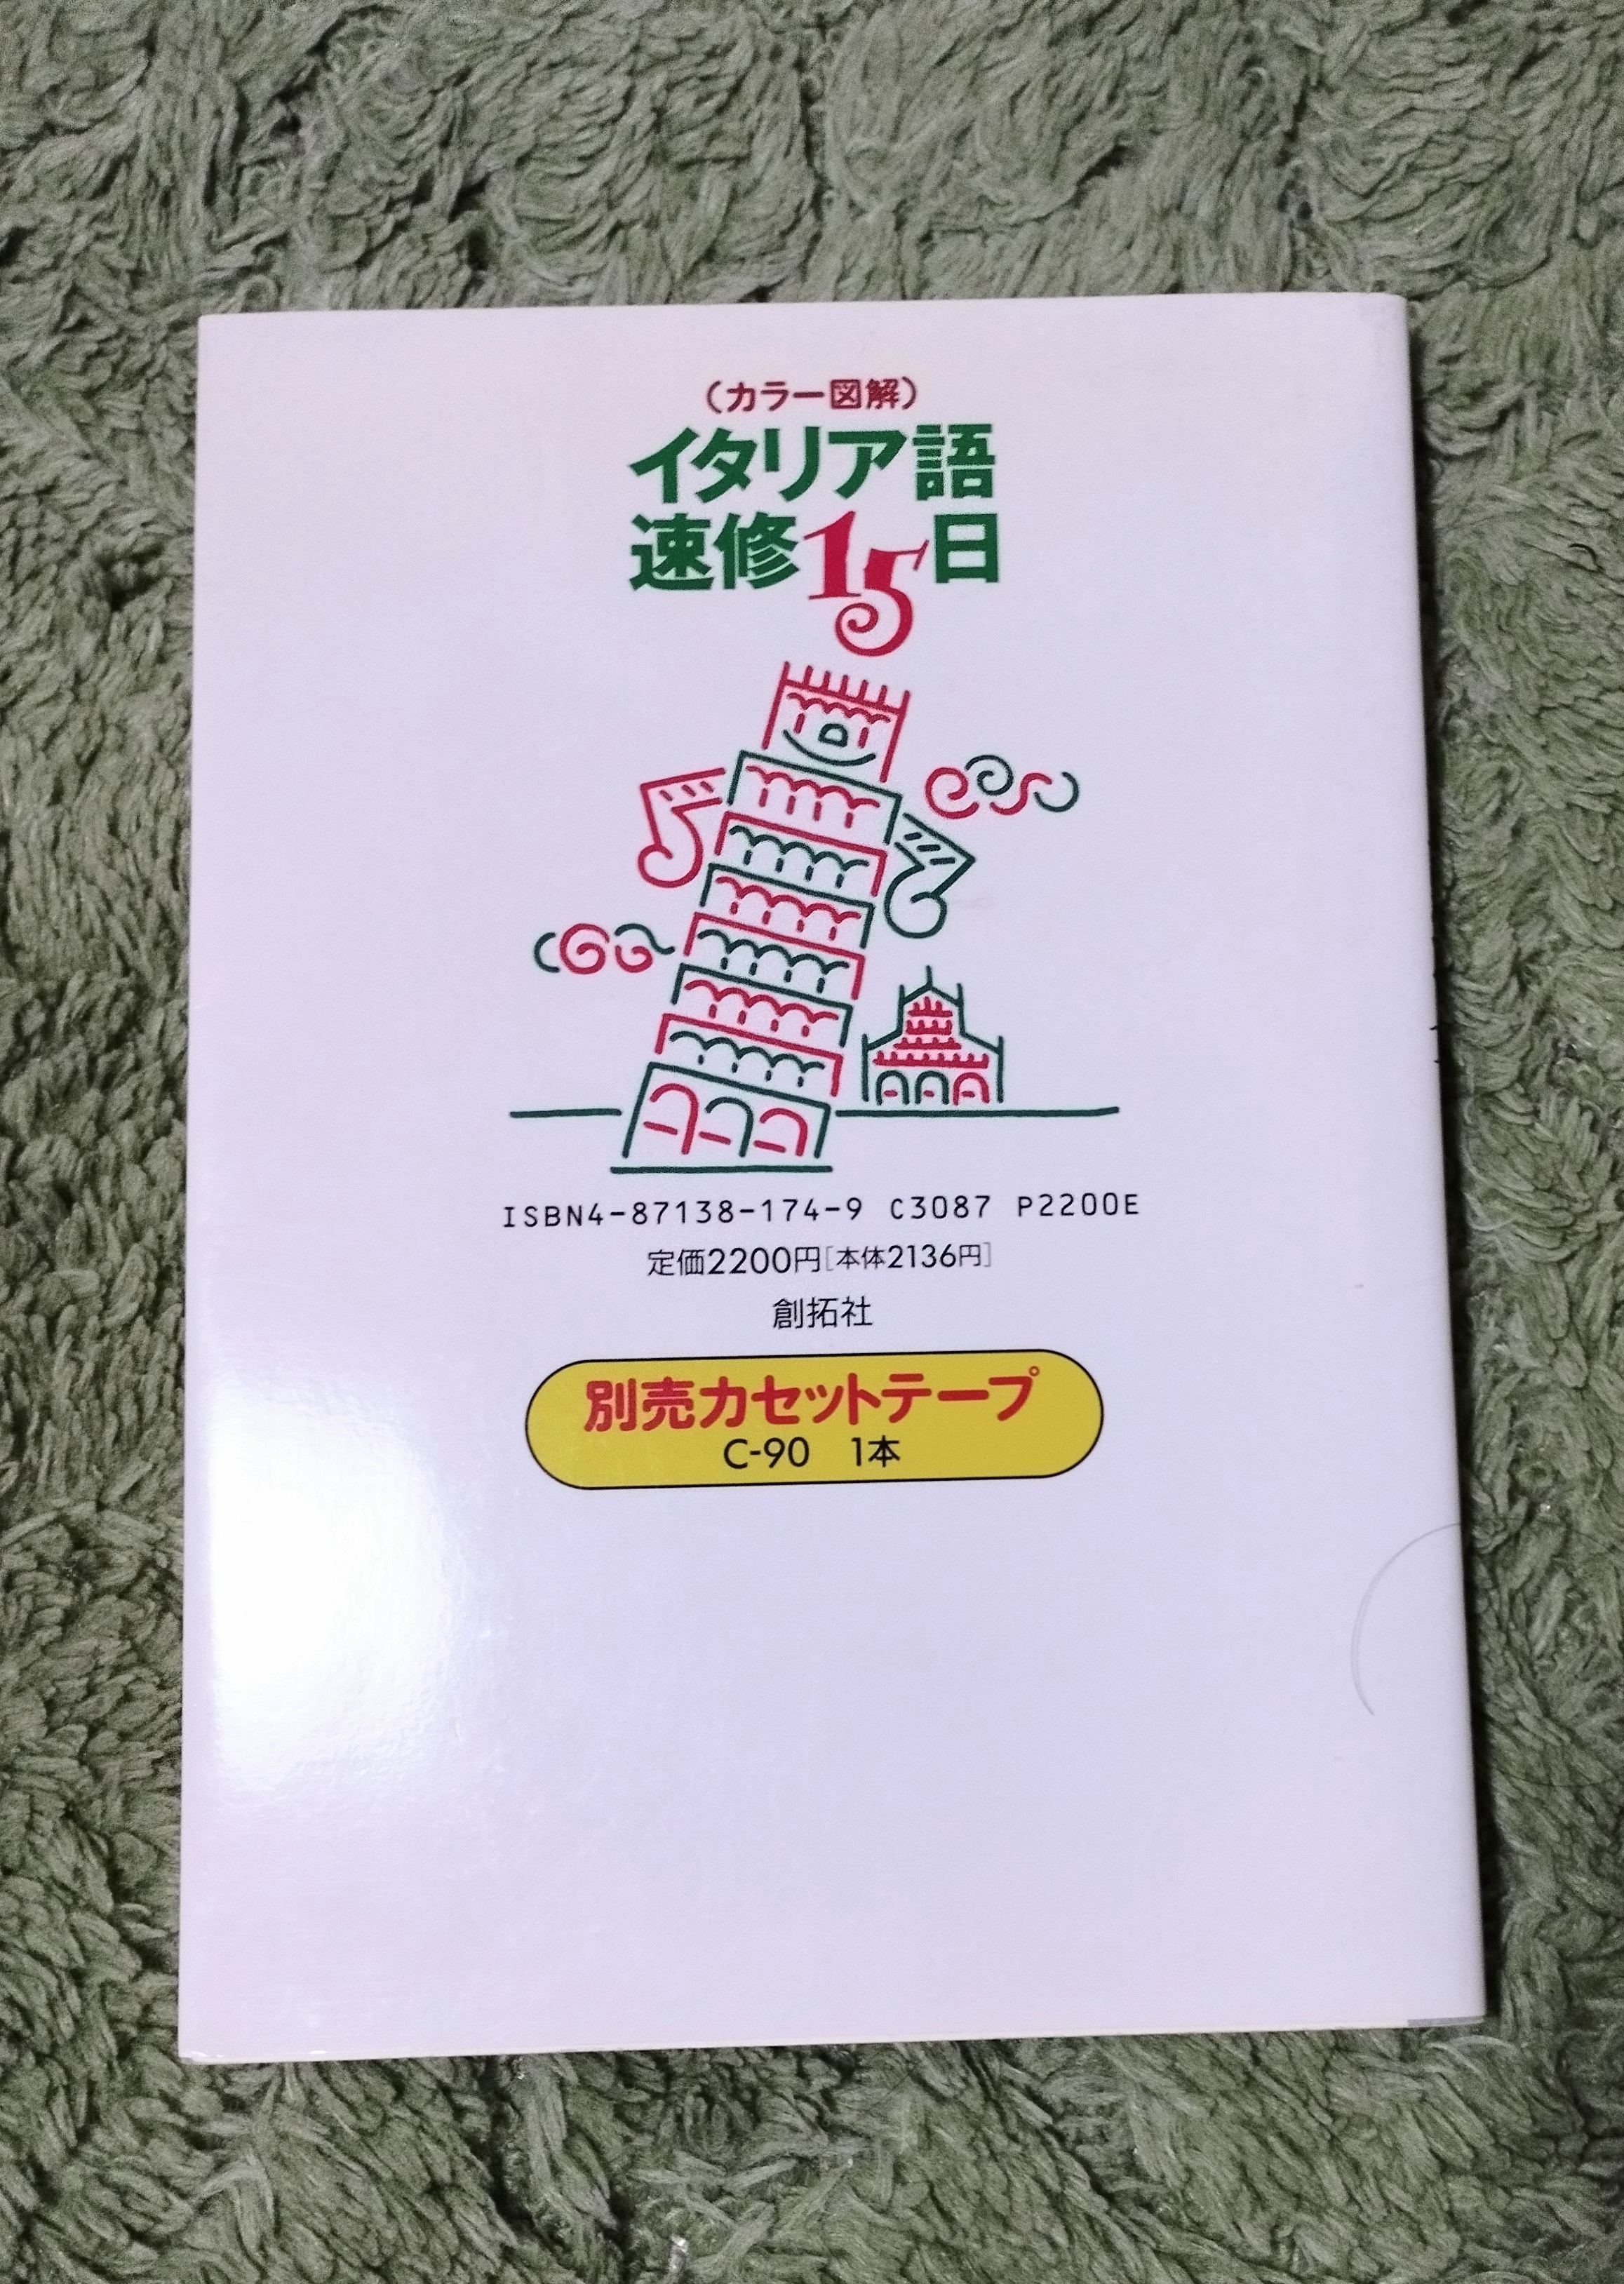 (カラー図解)
イタリア語
速修15日
ISBN4-87138-174-9 C3087 P2200E
定価2200円[本体2136円]
創拓社
別売カセットテープ
C-90 1本